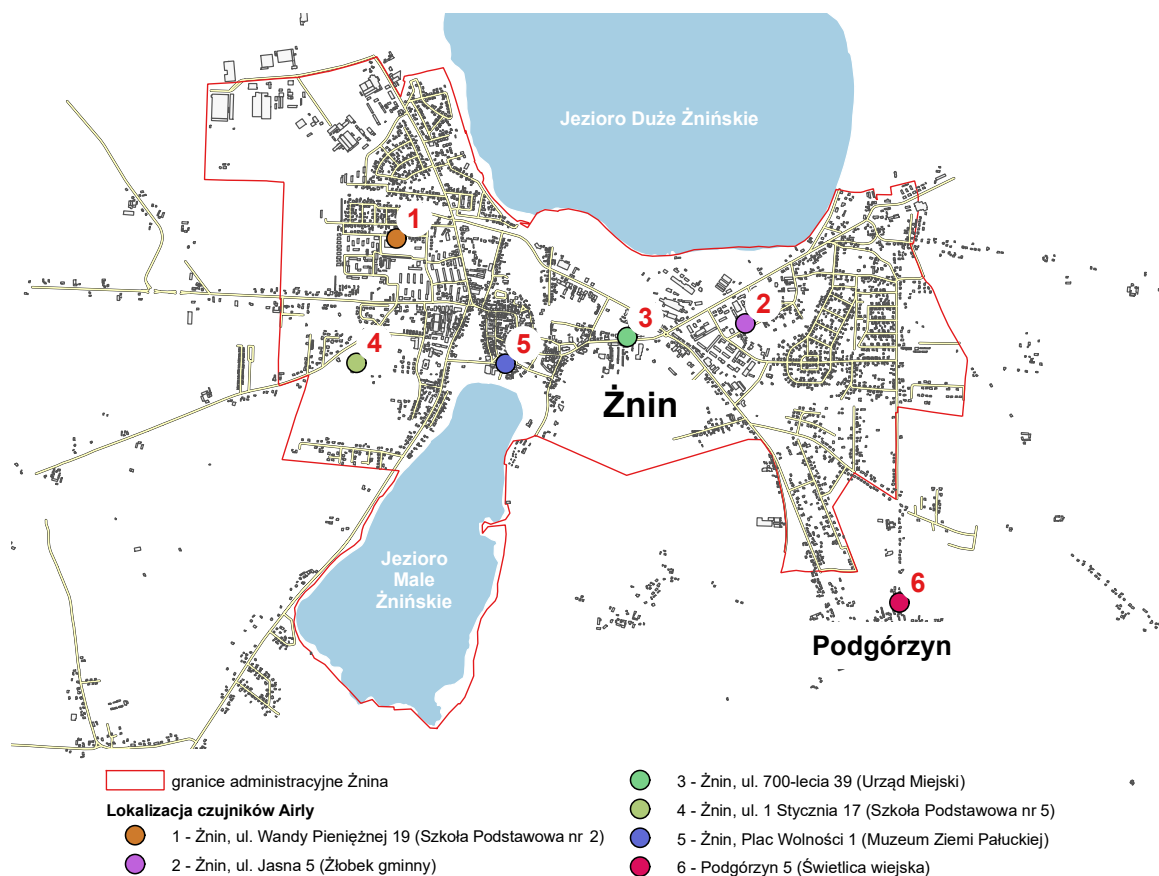 Jezioro Duże Żnińskie
1
2
3
4
5
Żnin
Jezioro
Małe
Żnińskie
6
Podgórzyn
granice administracyjne Żnina
Lokalizacja czujników Airly
1 - Żnin, ul. Wandy Pieniężnej 19 (Szkoła Podstawowa nr 2)
2 - Żnin, ul. Jasna 5 (Żłobek gminny)
3 - Żnin, ul. 700-lecia 39 (Urząd Miejski)
4 - Żnin, ul. 1 Stycznia 17 (Szkoła Podstawowa nr 5)
5 - Żnin, Plac Wolności 1 (Muzeum Ziemi Pałuckiej)
6 - Podgórzyn 5 (Świetlica wiejska)